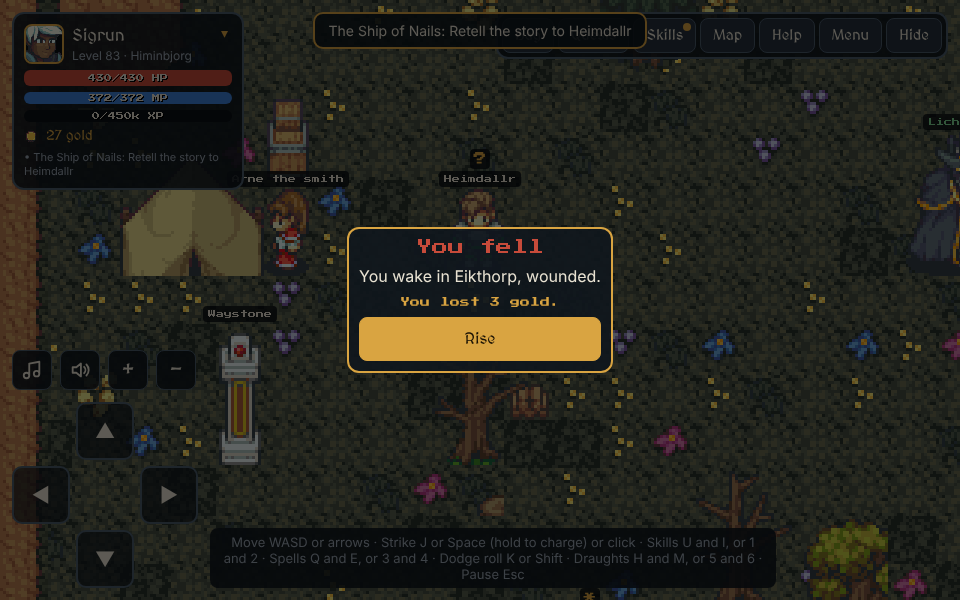 Sigrun
Level 83 · Himinbjorg
430/430 HP
372/372 MP
0/450k XP
27 gold
• The Ship of Nails: Retell the story to
Heimdallr
The Ship of Nails: Retell the story to Heimdallr
Skills
Map
Help
Menu
Hide
Lich
rne the smith
?
Heimdallr
You fell
You wake in Eikthorp, wounded.
You lost 3 gold.
Rise
Waystone
+
−
Move WASD or arrows · Strike J or Space (hold to charge) or click · Skills U and I, or 1
and 2 · Spells Q and E, or 3 and 4 · Dodge roll K or Shift · Draughts H and M, or 5 and 6 ·
Pause Esc